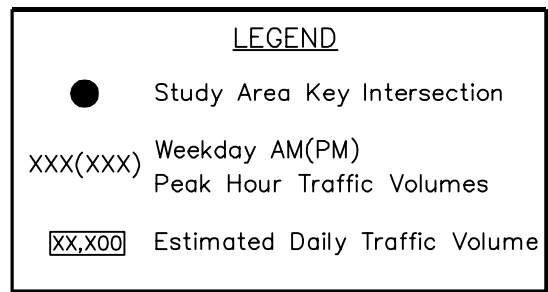 LEGEND
Study Area Key Intersection
XXX(XXX) Weekday AM(PM)
Peak Hour Traffic Volumes
XX,X00 Estimated Daily Traffic Volume